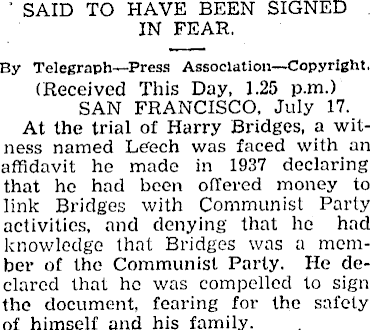 SAID TO HAVE BEEN SIGNED
IN FEAR.
By Telegraph—Press Association—Copyright.
(Received This Day, 1.25 p.m.)
SAN FRANCISCO, July 17.
At the trial of Harry Bridges, a wit-
ness named Leech was faced with an
affidavit he made in 1937 declaring
that he had been offered money to
link Bridges with Communist Party
activities, and denying that he had
knowledge that Bridges was a mem-
ber of the Communist Party. He de-
clared that he was compelled to sign
the document, fearing for the safety
of himself and his family.